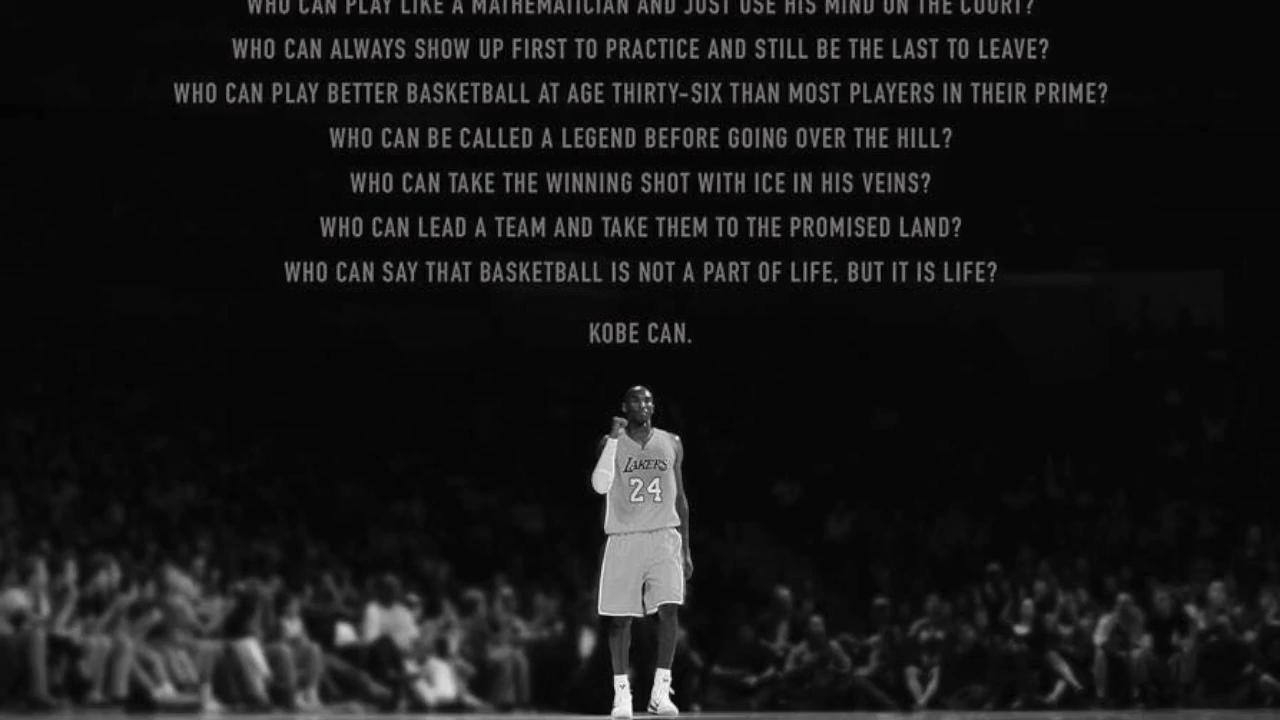 WHO CAN PLAY LIKE A MATHEMATICIAN AND JUST USE HIS MIND ON THE COURT?
WHO CAN ALWAYS SHOW UP FIRST TO PRACTICE AND STILL BE THE LAST TO LEAVE?
WHO CAN PLAY BETTER BASKETBALL AT AGE THIRTY-SIX THAN MOST PLAYERS IN THEIR PRIME?
WHO CAN BE CALLED A LEGEND BEFORE GOING OVER THE HILL?
WHO CAN TAKE THE WINNING SHOT WITH ICE IN HIS VEINS?
WHO CAN LEAD A TEAM AND TAKE THEM TO THE PROMISED LAND?
WHO CAN SAY THAT BASKETBALL IS NOT A PART OF LIFE, BUT IT IS LIFE?
KOBE CAN.
LAKERS
24